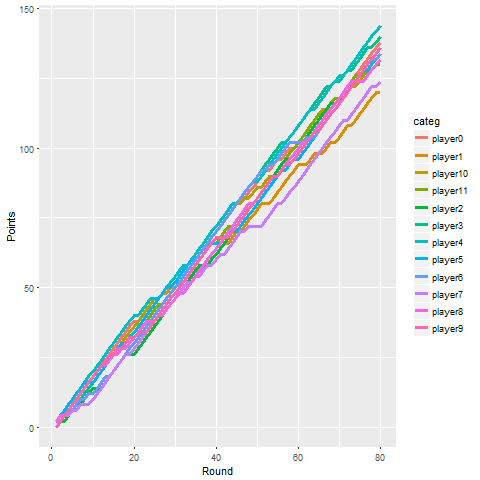 150
100
50
0
Points
0
20
40
60
80
Round
categ
player0
player1
player10
player11
player2
player3
player4
player5
player6
player7
player8
player9